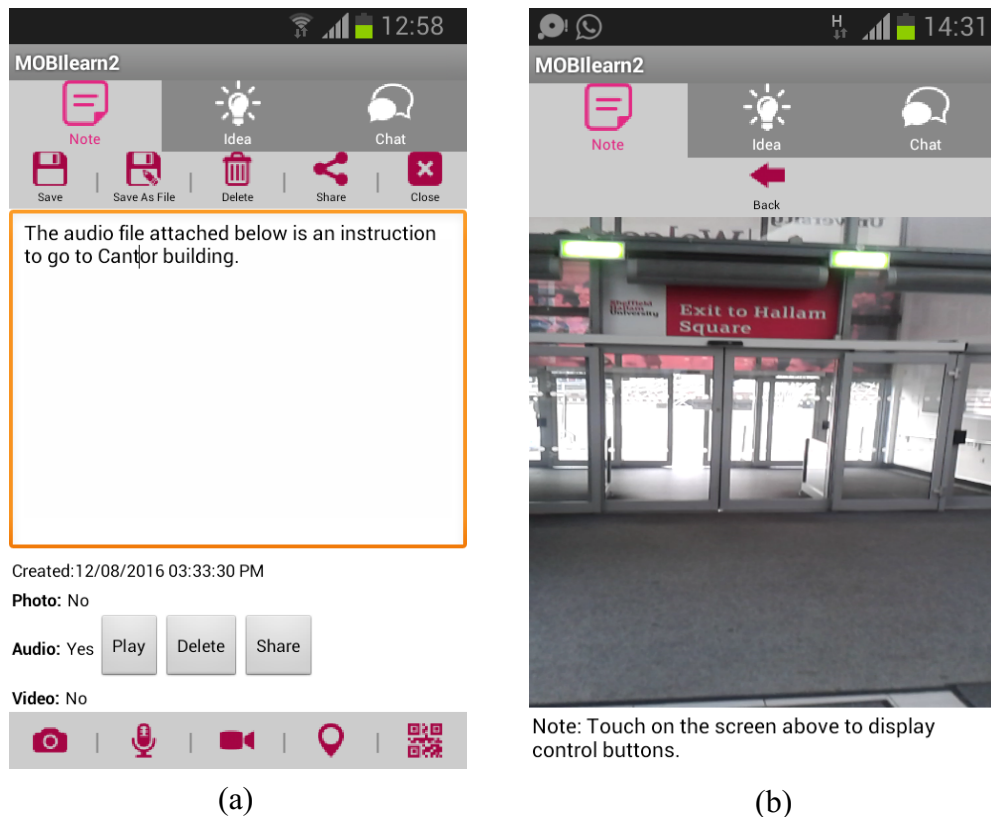 12:58
MOBIlearn2
Note
Idea
Chat
Save
Save As File
Delete
Share
Close
The audio file attached below is an instruction
to go to Cantor building.
Created:12/08/2016 03:33:30 PM
Photo: No
Audio: Yes
Play
Delete
Share
Video: No
(a)
H
14:31
MOBIlearn2
Note
Idea
Chat
Back
Sheffield
Hallam
University
Exit to Hallam
Square
Note: Touch on the screen above to display
control buttons.
(b)